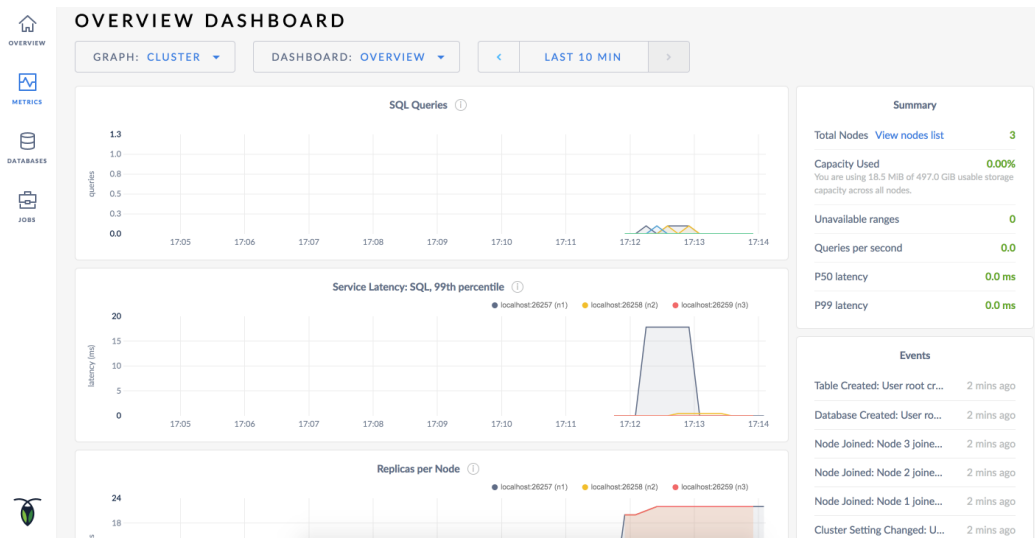 OVERVIEW DASHBOARD
OVERVIEW
METRICS
DATABASES
JOBS
GRAPH: CLUSTER
DASHBOARD: OVERVIEW
LAST 10 MIN
SQL Queries
queries
1.3
1.0
0.8
0.5
0.3
0.0
17:05 17:06 17:07 17:08 17:09 17:10 17:11 17:12 17:13 17:14
Service Latency: SQL, 99th percentile
localhost:26257 (n1) localhost:26258 (n2) localhost:26259 (n3)
latency (ms)
20
15
10
5
0
17:05 17:06 17:07 17:08 17:09 17:10 17:11 17:12 17:13 17:14
Replicas per Node
localhost:26257 (n1) localhost:26258 (n2) localhost:26259 (n3)
24
18
Summary
Total Nodes View nodes list 3
Capacity Used 0.00%
You are using 18.5 MiB of 497.0 GiB usable storage
capacity across all nodes.
Unavailable ranges 0
Queries per second 0.0
P50 latency 0.0 ms
P99 latency 0.0 ms
Events
Table Created: User root cr... 2 mins ago
Database Created: User ro... 2 mins ago
Node Joined: Node 3 joine... 2 mins ago
Node Joined: Node 2 joine... 2 mins ago
Node Joined: Node 1 joine... 2 mins ago
Cluster Setting Changed: U... 2 mins ago